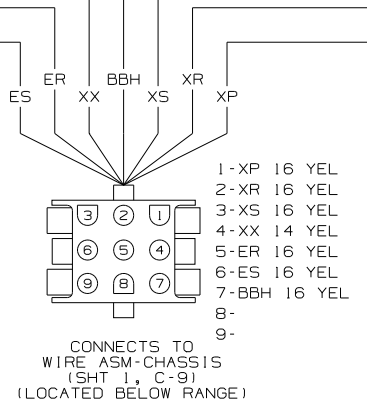 ER
BBH
XR
ES
XX
XS
XP
1-XP 16 YEL
2-XR 16 YEL
3-XS 16 YEL
4-XX 14 YEL
5-ER 16 YEL
6-ES 16 YEL
7-BBH 16 YEL
8-
9-
3 2 1
6 5 4
9 8 7
CONNECTS TO
WIRE ASM-CHASSIS
(SHT 1, C-9)
(LOCATED BELOW RANGE)